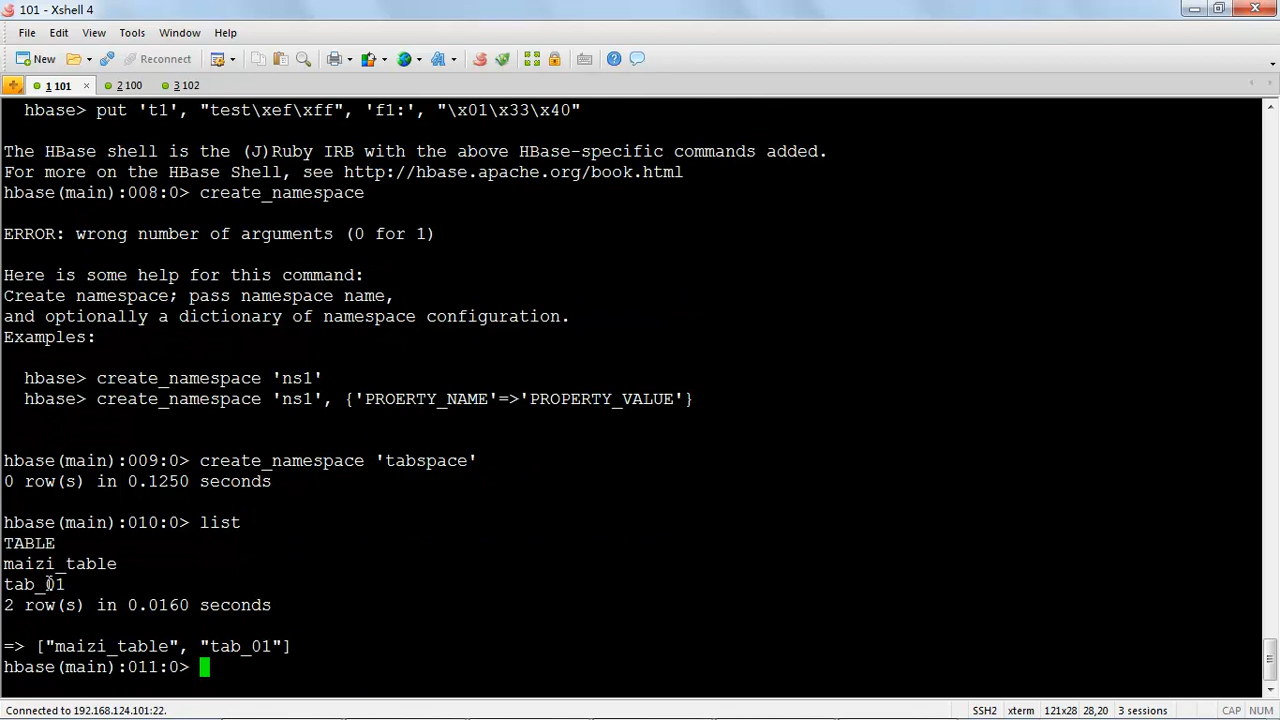 101 - Xshell 4
File Edit View Tools Window Help
New Reconnect
1 101 2 100 3 102
hbase> put 't1', "test\xef\xff", 'f1:', "\x01\x33\x40"
The HBase shell is the (J)Ruby IRB with the above HBase-specific commands added.
For more on the HBase Shell, see http://hbase.apache.org/book.html
hbase(main):008:0> create_namespace
ERROR: wrong number of arguments (0 for 1)
Here is some help for this command:
Create namespace; pass namespace name,
and optionally a dictionary of namespace configuration.
Examples:
hbase> create_namespace 'ns1'
hbase> create_namespace 'ns1', {'PROERTY_NAME'=>'PROPERTY_VALUE'}
hbase(main):009:0> create_namespace 'tabspace'
0 row(s) in 0.1250 seconds
hbase(main):010:0> list
TABLE
maizi_table
tab_01
2 row(s) in 0.0160 seconds
=> ["maizi_table", "tab_01"]
hbase(main):011:0>
Connected to 192.168.124.101:22. SSH2 xterm 121x28 28,20 3 sessions CAP NUM